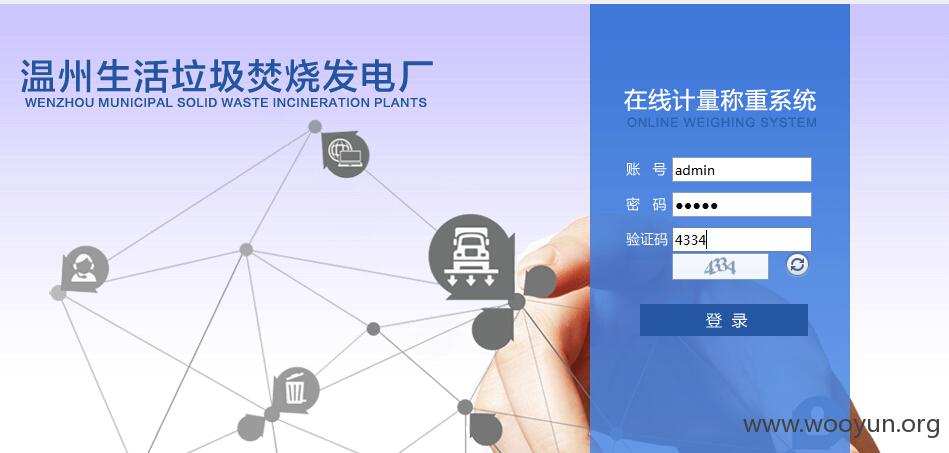 温州生活垃圾焚烧发电厂
WENZHOU MUNICIPAL SOLID WASTE INCINERATION PLANTS
在线计量称重系统
ONLINE WEIGHING SYSTEM
账 号 admin
密 码 ●●●●●
验证码 4334
4334
登 录
www.wooyun.org